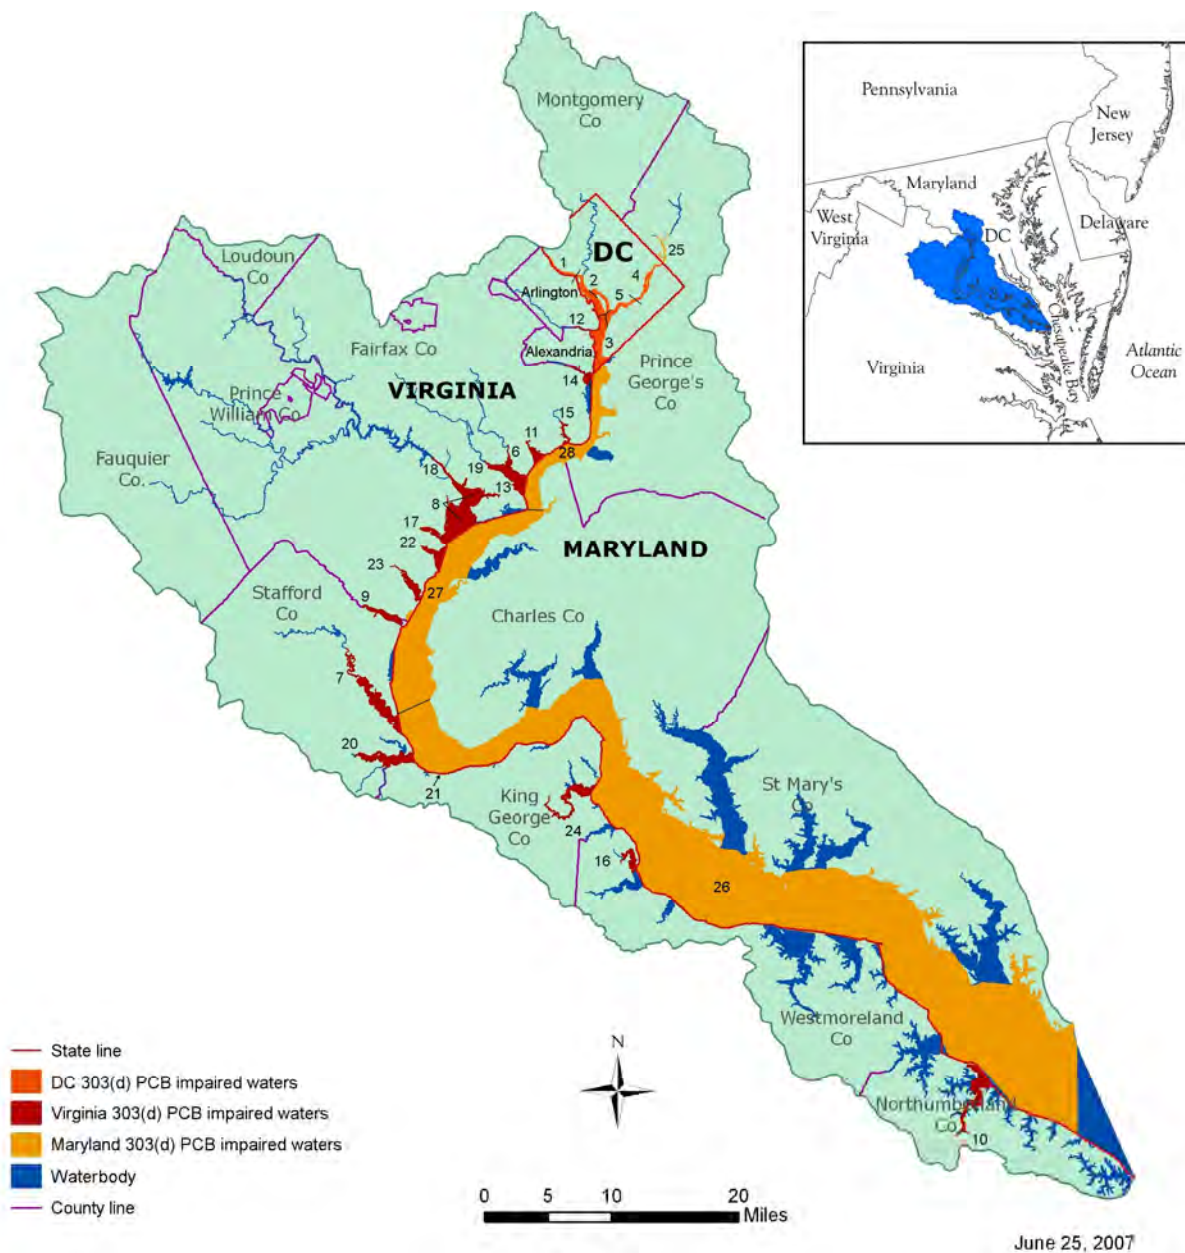 Montgomery
Co
Pennsylvania
New
Jersey
Maryland
West
Virginia
DC
Delaware
Chesapeake Bay
Virginia
Atlantic
Ocean
Loudoun
Co
DC
1
25
2
4
Arlington
5
12
3
Alexandria
Fairfax Co
Prince
George's
Co
14
VIRGINIA
Prince
William Co
15
11
28
Fauquier
Co.
6
18
19
13
8
17
22
MARYLAND
23
27
Stafford
Co
9
Charles Co
7
20
21
King
George
Co
24
St Mary's
Co
16
26
Westmoreland
Co
Northumberland
Co
10
N
State line
DC 303(d) PCB impaired waters
Virginia 303(d) PCB impaired waters
Maryland 303(d) PCB impaired waters
Waterbody
County line
0 5 10 20
Miles
June 25, 2007